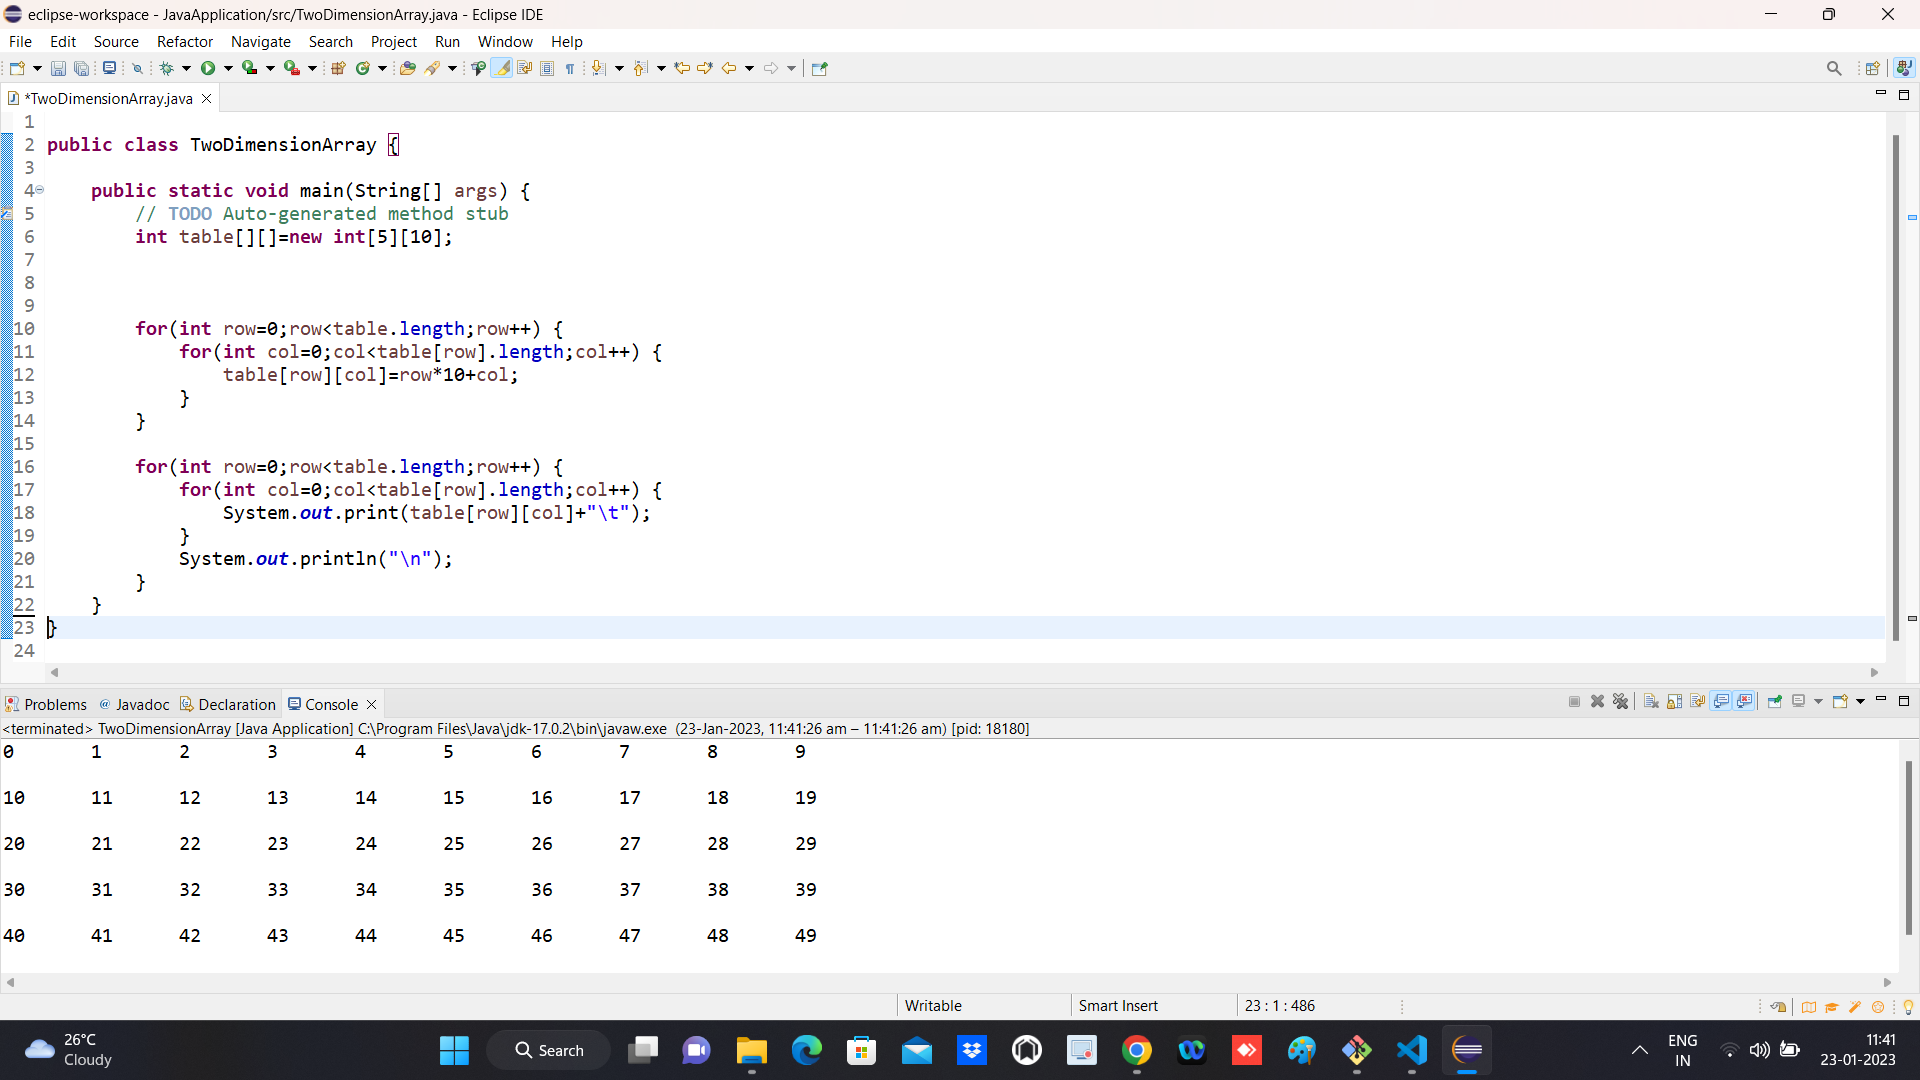 eclipse-workspace - JavaApplication/src/TwoDimensionArray.java - Eclipse IDE
File Edit Source Refactor Navigate Search Project Run Window Help
*TwoDimensionArray.java
1
2 public class TwoDimensionArray {
3
4 public static void main(String[] args) {
5 // TODO Auto-generated method stub
6 int table[][]=new int[5][10];
7
8
9
10 for(int row=0;row<table.length;row++) {
11 for(int col=0;col<table[row].length;col++) {
12 table[row][col]=row*10+col;
13 }
14 }
15
16 for(int row=0;row<table.length;row++) {
17 for(int col=0;col<table[row].length;col++) {
18 System.out.print(table[row][col]+"\t");
19 }
20 System.out.println("\n");
21 }
22 }
23 }
24
Problems Javadoc Declaration Console
<terminated> TwoDimensionArray [Java Application] C:\Program Files\Java\jdk-17.0.2\bin\javaw.exe (23-Jan-2023, 11:41:26 am – 11:41:26 am) [pid: 18180]
0 1 2 3 4 5 6 7 8 9
10 11 12 13 14 15 16 17 18 19
20 21 22 23 24 25 26 27 28 29
30 31 32 33 34 35 36 37 38 39
40 41 42 43 44 45 46 47 48 49
Writable Smart Insert 23 : 1 : 486
26°C
Cloudy
Search
ENG
IN
11:41
23-01-2023